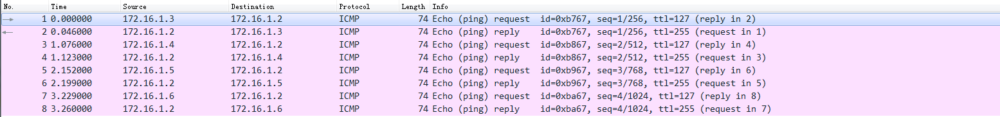 No. Time Source Destination Protocol Length Info
1 0.000000 172.16.1.3 172.16.1.2 ICMP 74 Echo (ping) request id=0xb767, seq=1/256, ttl=127 (reply in 2)
2 0.046000 172.16.1.2 172.16.1.3 ICMP 74 Echo (ping) reply id=0xb767, seq=1/256, ttl=255 (request in 1)
3 1.076000 172.16.1.4 172.16.1.2 ICMP 74 Echo (ping) request id=0xb867, seq=2/512, ttl=127 (reply in 4)
4 1.123000 172.16.1.2 172.16.1.4 ICMP 74 Echo (ping) reply id=0xb867, seq=2/512, ttl=255 (request in 3)
5 2.152000 172.16.1.5 172.16.1.2 ICMP 74 Echo (ping) request id=0xb967, seq=3/768, ttl=127 (reply in 6)
6 2.199000 172.16.1.2 172.16.1.5 ICMP 74 Echo (ping) reply id=0xb967, seq=3/768, ttl=255 (request in 5)
7 3.229000 172.16.1.6 172.16.1.2 ICMP 74 Echo (ping) request id=0xba67, seq=4/1024, ttl=127 (reply in 8)
8 3.260000 172.16.1.2 172.16.1.6 ICMP 74 Echo (ping) reply id=0xba67, seq=4/1024, ttl=255 (request in 7)